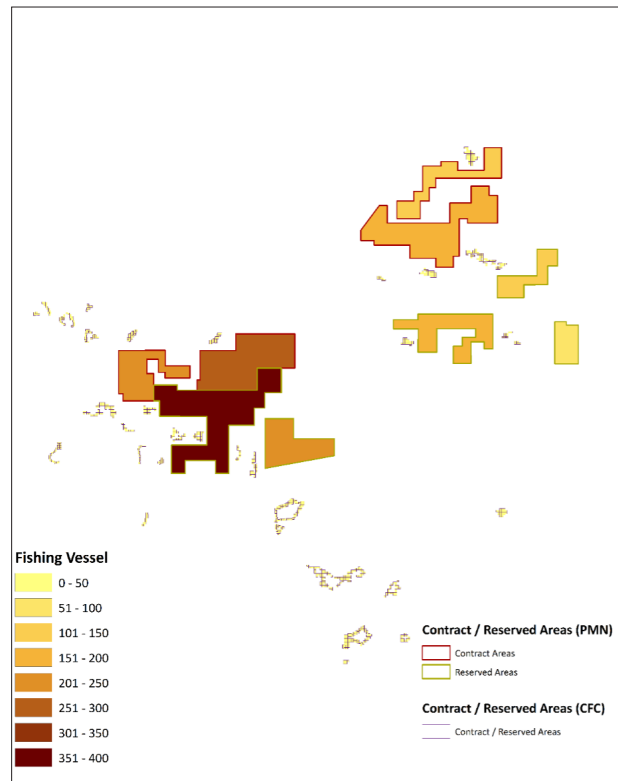 Fishing Vessel
0 - 50
51 - 100
101 - 150
151 - 200
201 - 250
251 - 300
301 - 350
351 - 400
Contract / Reserved Areas (PMN)
Contract Areas
Reserved Areas
Contract / Reserved Areas (CFC)
Contract / Reserved Areas